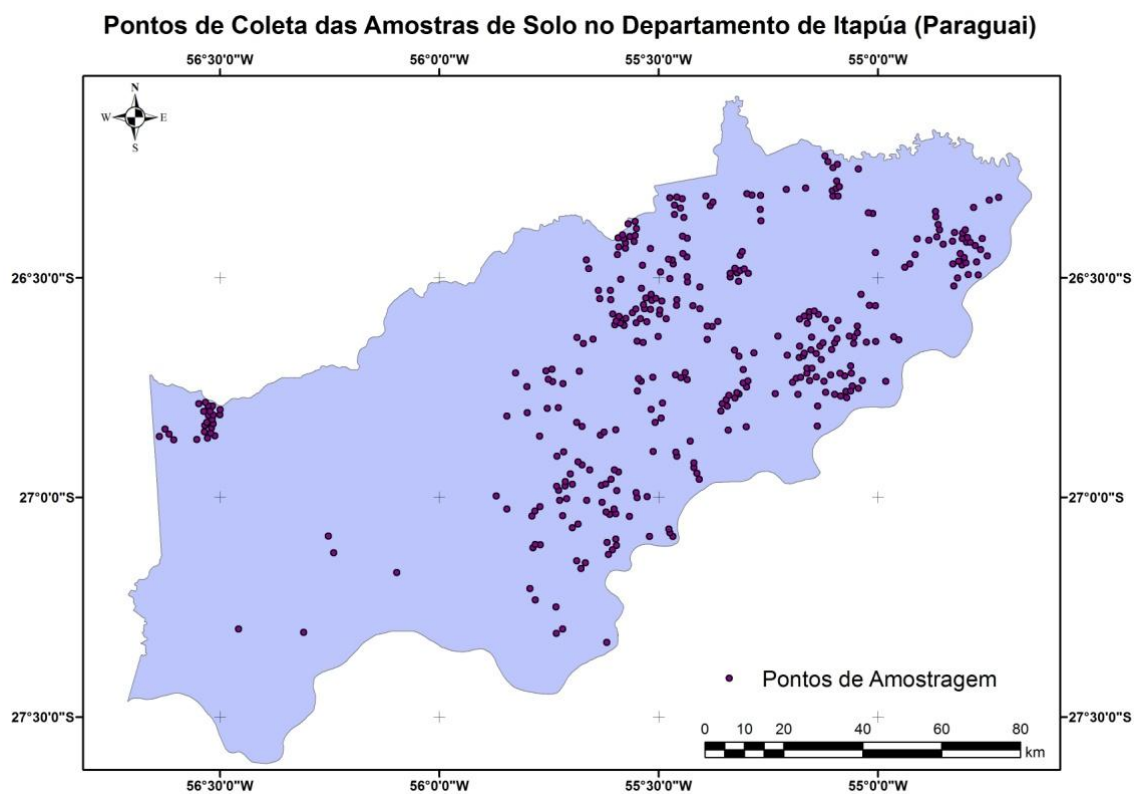 Pontos de Coleta das Amostras de Solo no Departamento de Itapúa (Paraguai)
56°30'0"W 56°0'0"W 55°30'0"W 55°0'0"W
N
W E
S
26°30'0"S 26°30'0"S
27°0'0"S 27°0'0"S
Pontos de Amostragem
27°30'0"S 27°30'0"S
0 10 20 40 60 80
km
56°30'0"W 56°0'0"W 55°30'0"W 55°0'0"W